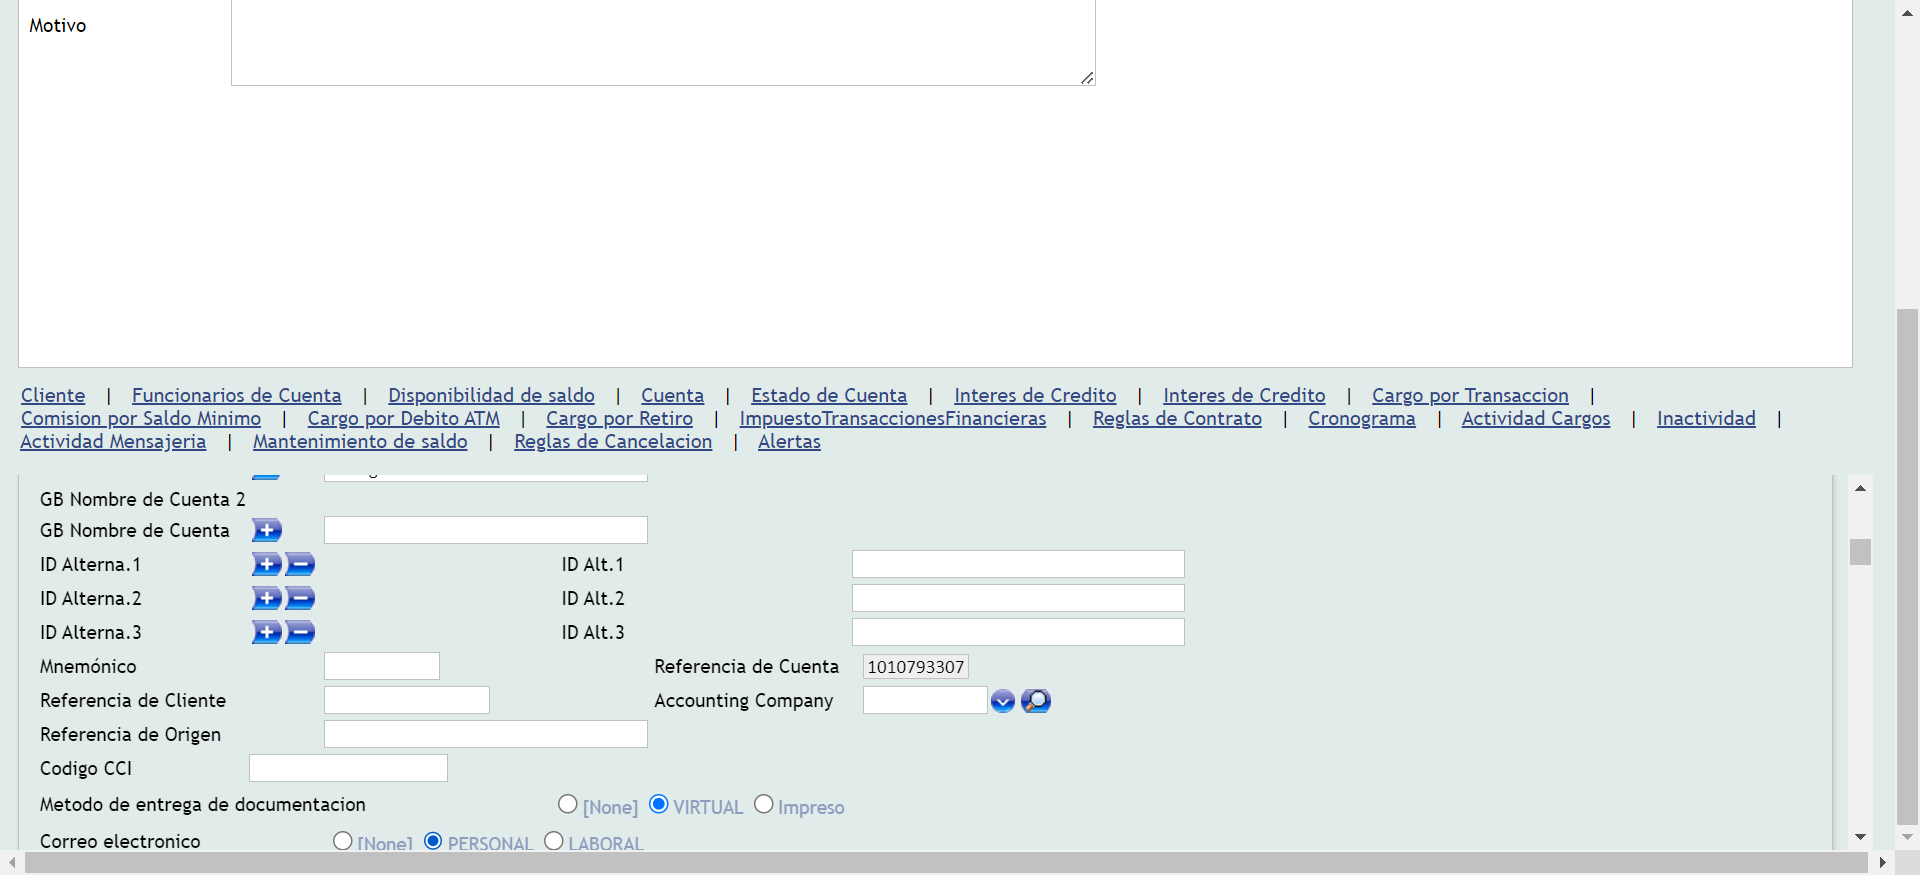 Motivo
Cliente | Funcionarios de Cuenta | Disponibilidad de saldo | Cuenta | Estado de Cuenta | Interes de Credito | Interes de Credito | Cargo por Transaccion |
Comision por Saldo Minimo | Cargo por Debito ATM | Cargo por Retiro | ImpuestoTransaccionesFinancieras | Reglas de Contrato | Cronograma | Actividad Cargos | Inactividad |
Actividad Mensajeria | Mantenimiento de saldo | Reglas de Cancelacion | Alertas
GB Nombre de Cuenta 2
GB Nombre de Cuenta
ID Alterna.1 ID Alt.1
ID Alterna.2 ID Alt.2
ID Alterna.3 ID Alt.3
Mnemónico Referencia de Cuenta 1010793307
Referencia de Cliente Accounting Company
Referencia de Origen
Codigo CCI
Metodo de entrega de documentacion [None] VIRTUAL Impreso
Correo electronico [None] PERSONAL LABORAL